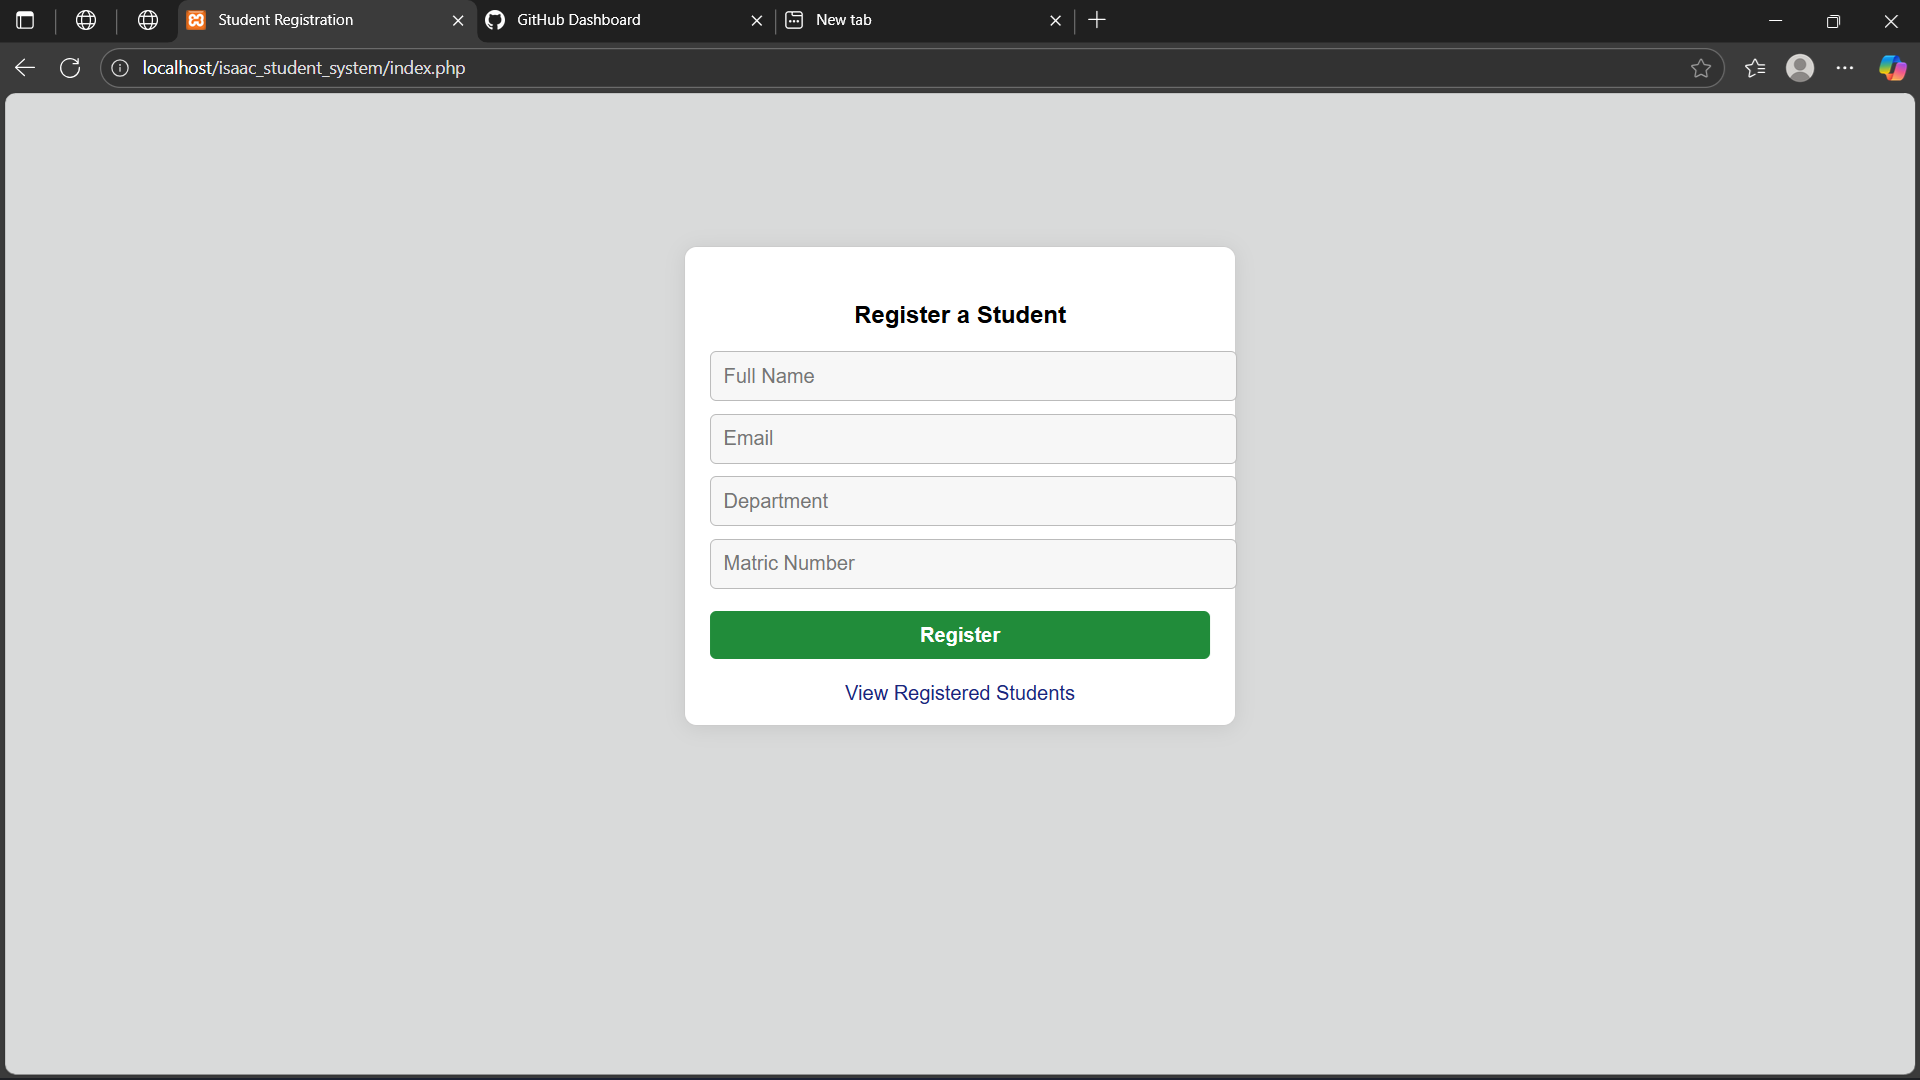 Student Registration
GitHub Dashboard
New tab
localhost/isaac_student_system/index.php
Register a Student
Full Name
Email
Department
Matric Number
Register
View Registered Students